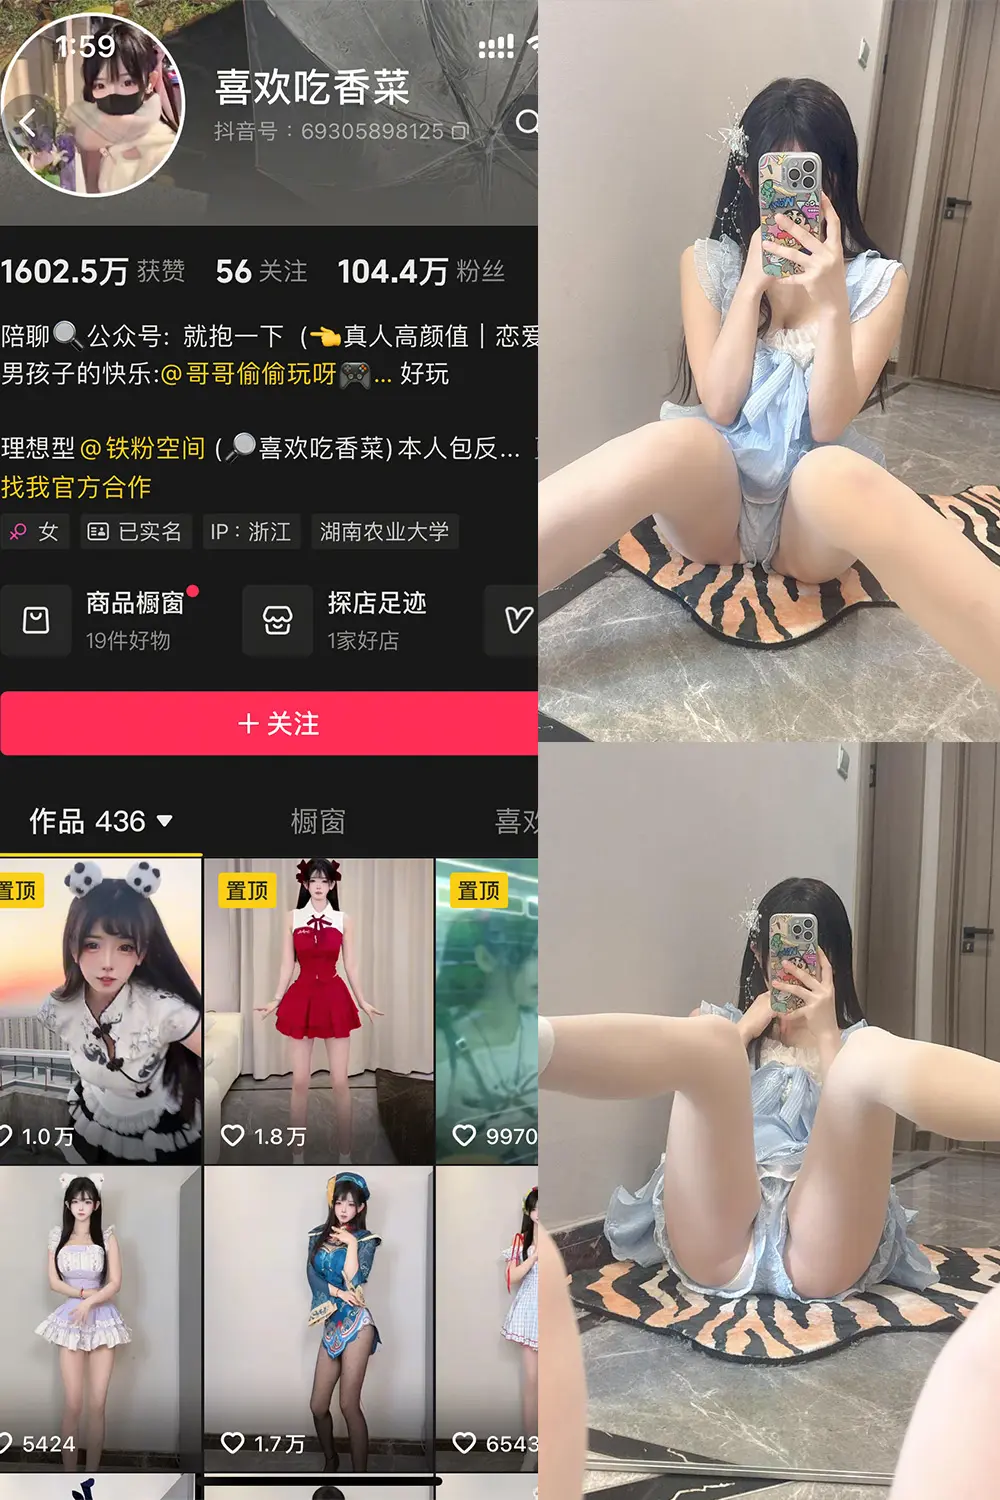 1:59
喜欢吃香菜
抖音号：69305898125
1602.5万 获赞 56 关注 104.4万 粉丝
陪聊🔍公众号：就抱一下（👈真人高颜值｜恋爱
男孩子的快乐:@哥哥偷偷玩呀🎮... 好玩
理想型@铁粉空间 (🔎喜欢吃香菜)本人包反...
找我官方合作
女 已实名 IP：浙江 湖南农业大学
商品橱窗 探店足迹
19件好物 1家好店
＋关注
作品 436 橱窗 喜欢
置顶 置顶 置顶
1.0万 1.8万 9970
5424 1.7万 6543